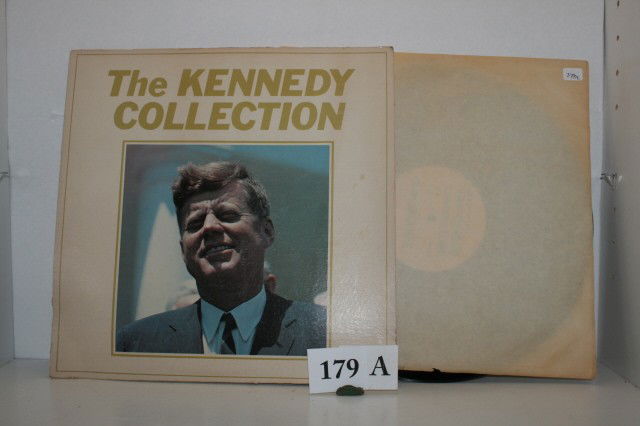 The KENNEDY
COLLECTION
179 A